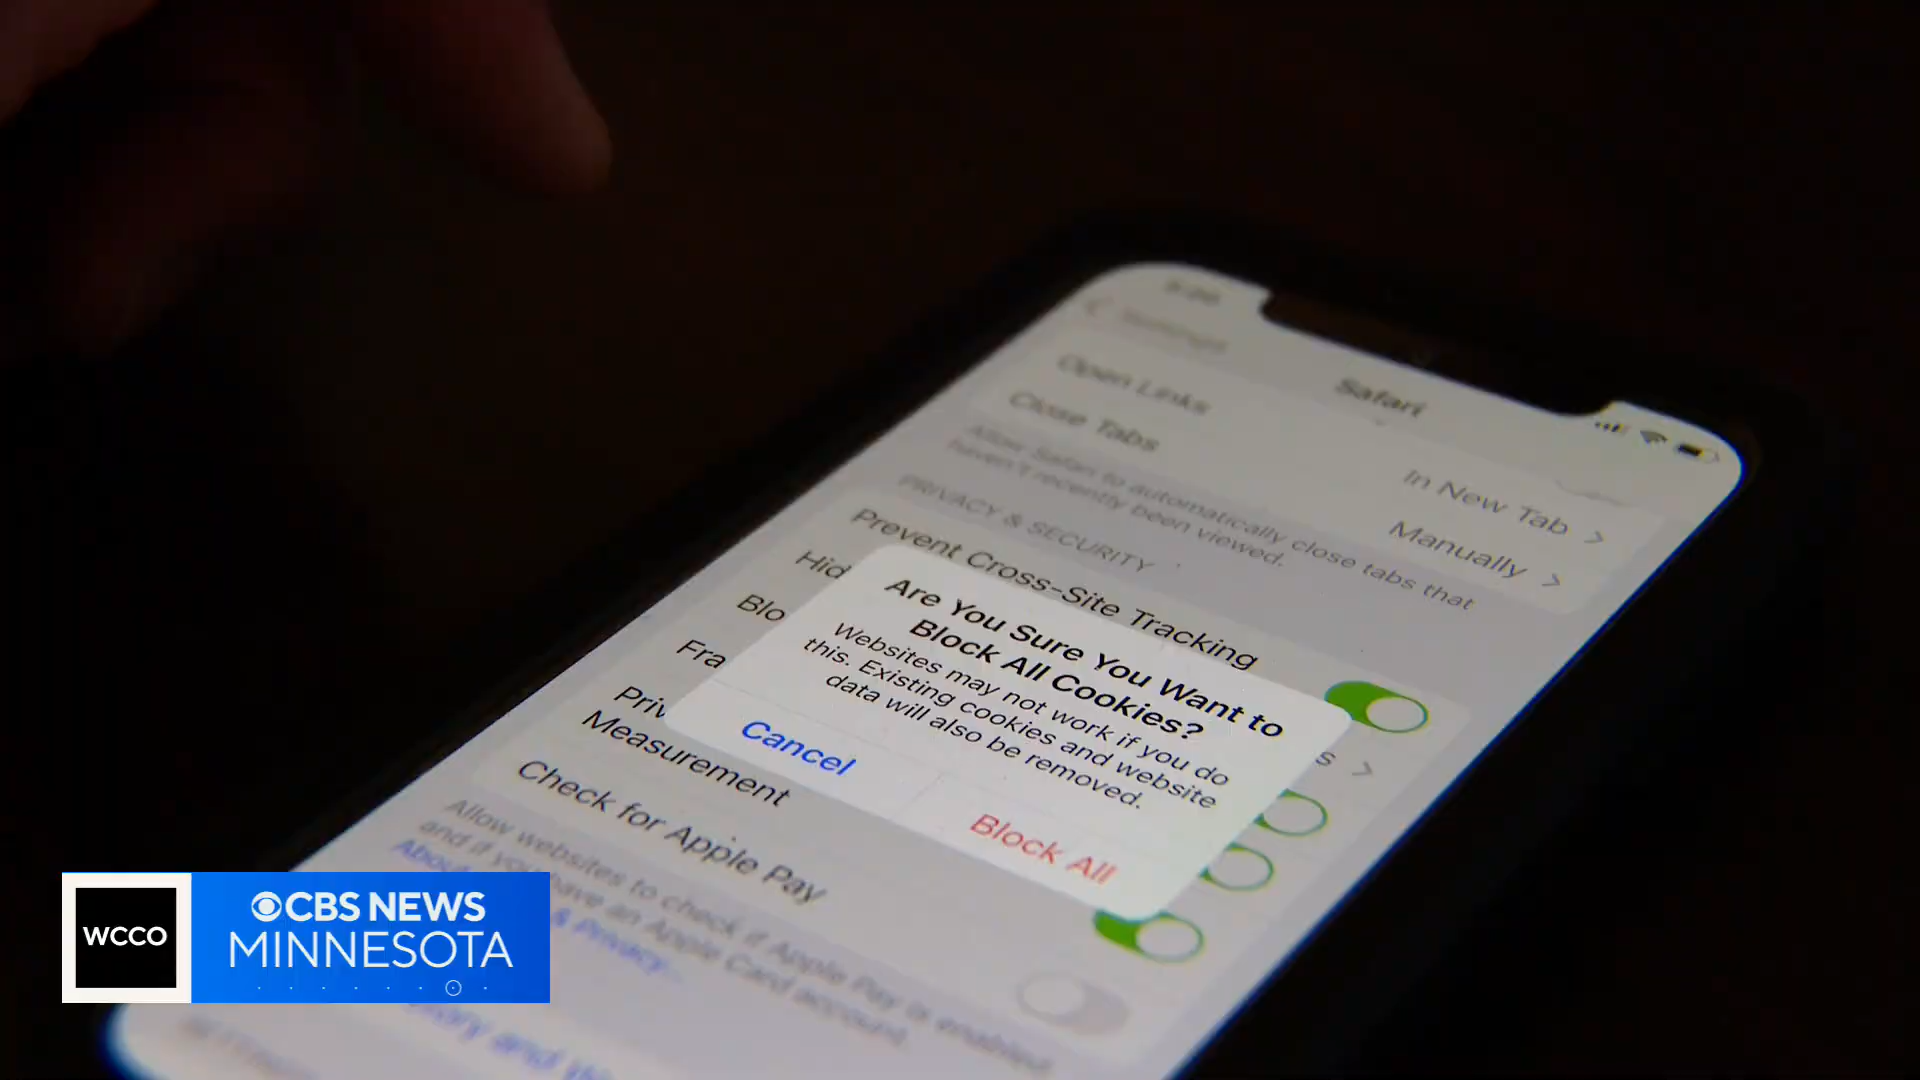 Settings
Safari
Open Links
In New Tab >
Close Tabs
Manually >
Allow Safari to automatically close tabs that
haven't recently been viewed.
PRIVACY & SECURITY
Prevent Cross-Site Tracking
Hid
s >
Blo
Fra
Priv
Measurement
Check for Apple Pay
Allow websites to check if Apple Pay is enabled
and if you have an Apple Card account.
About
& Privacy...
Are You Sure You Want to
Block All Cookies?
Websites may not work if you do
this. Existing cookies and website
data will also be removed.
Cancel
Block All
WCCO
CBS NEWS
MINNESOTA